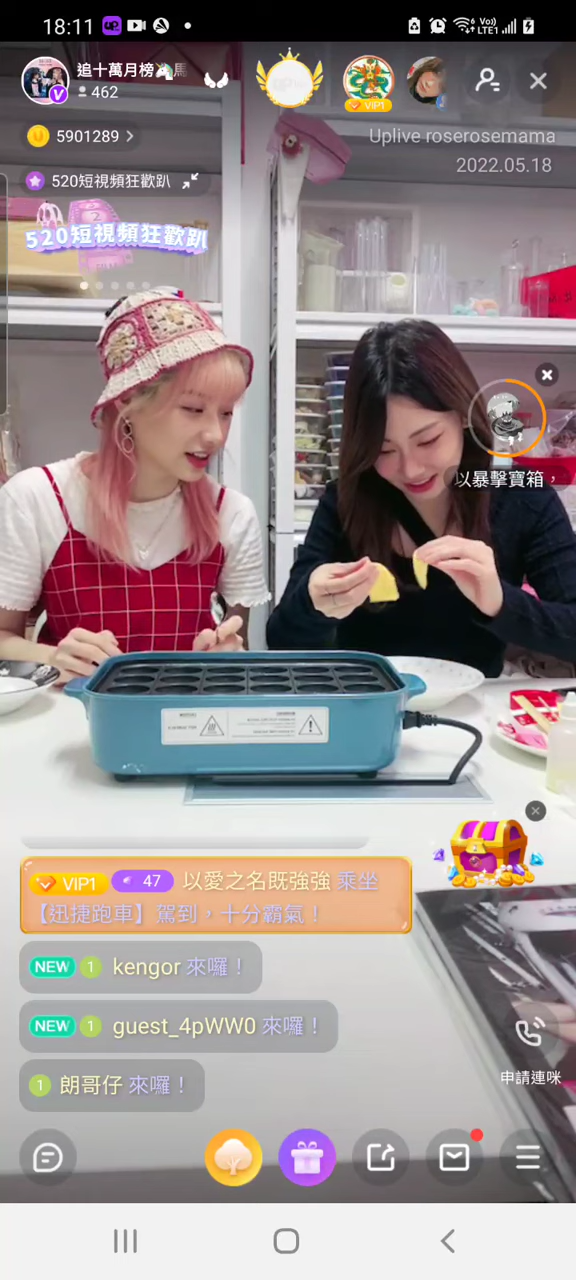 18:11
Vo))
LTE1
追十萬月榜🦄馬
462
VIP1
5901289
Uplive roserosemama
2022.05.18
520短視頻狂歡趴
520短視頻狂歡趴
以暴擊寶箱，
VIP1 47 以愛之名既強強 乘坐
【迅捷跑車】駕到，十分霸氣！
NEW 1 kengor 來囉！
NEW 1 guest_4pWW0 來囉！
1 朗哥仔 來囉！
申請連咪